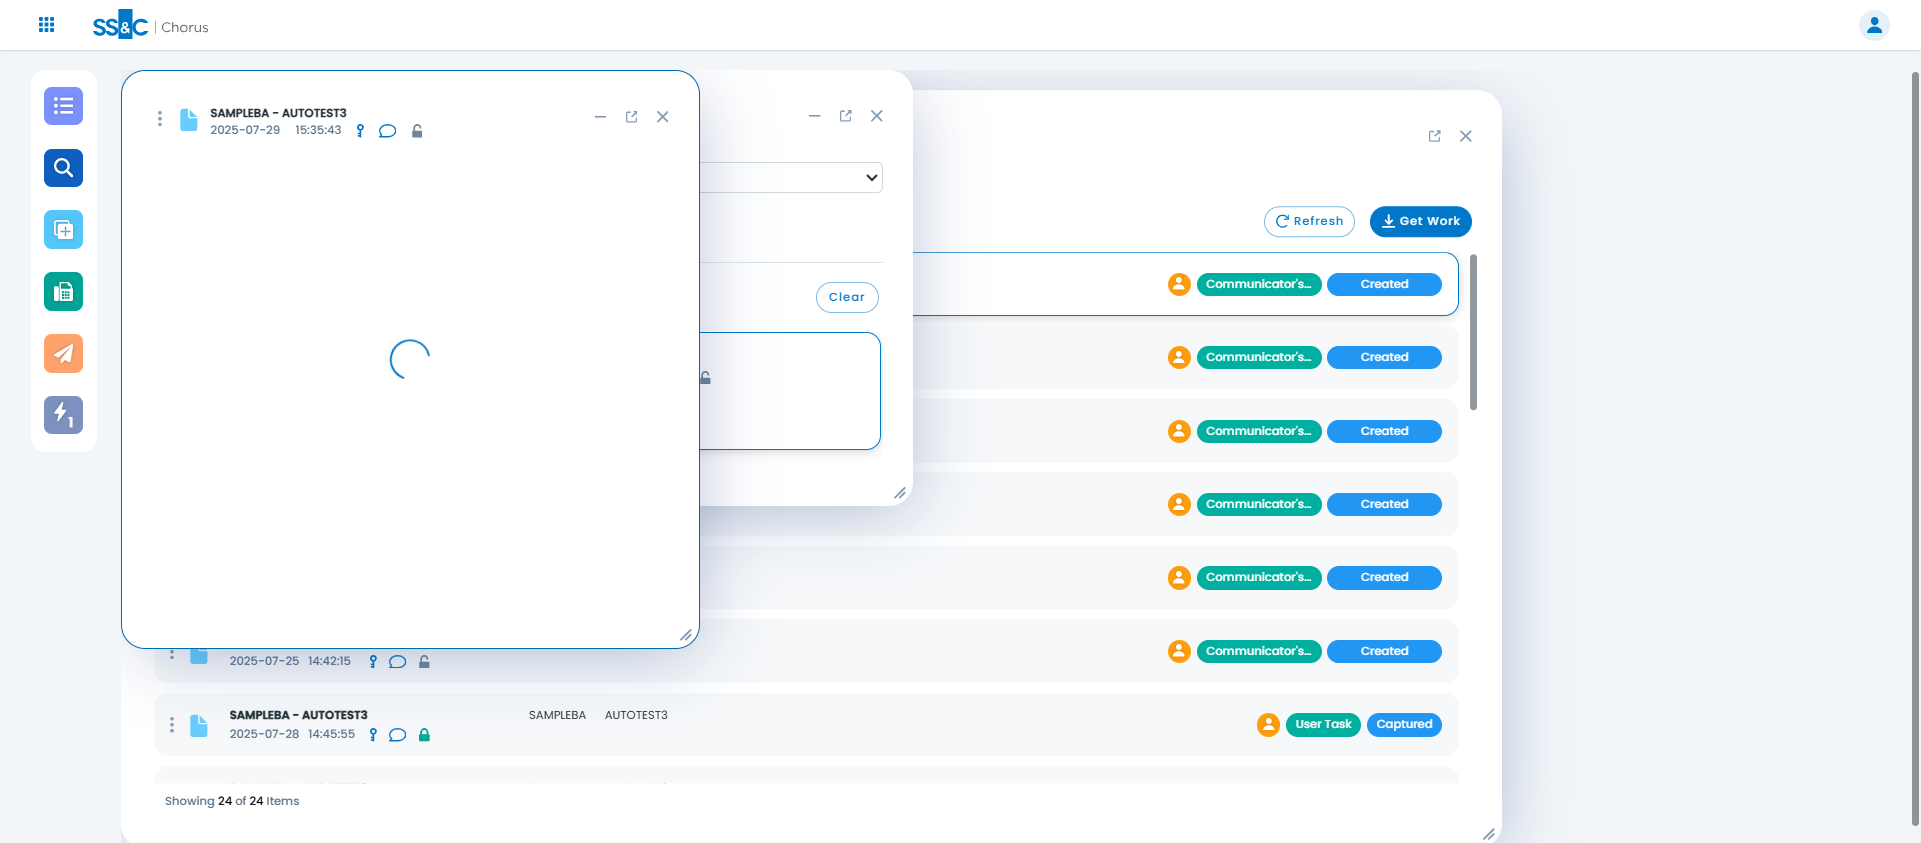 SS&C | Chorus
SAMPLEBA - AUTOTEST3
2025-07-29 15:35:43
Refresh
Get Work
Communicator's... Created
Clear
Communicator's... Created
Communicator's... Created
Communicator's... Created
Communicator's... Created
Communicator's... Created
2025-07-25 14:42:15
SAMPLEBA - AUTOTEST3 SAMPLEBA AUTOTEST3
2025-07-28 14:45:55
User Task Captured
Showing 24 of 24 Items
1